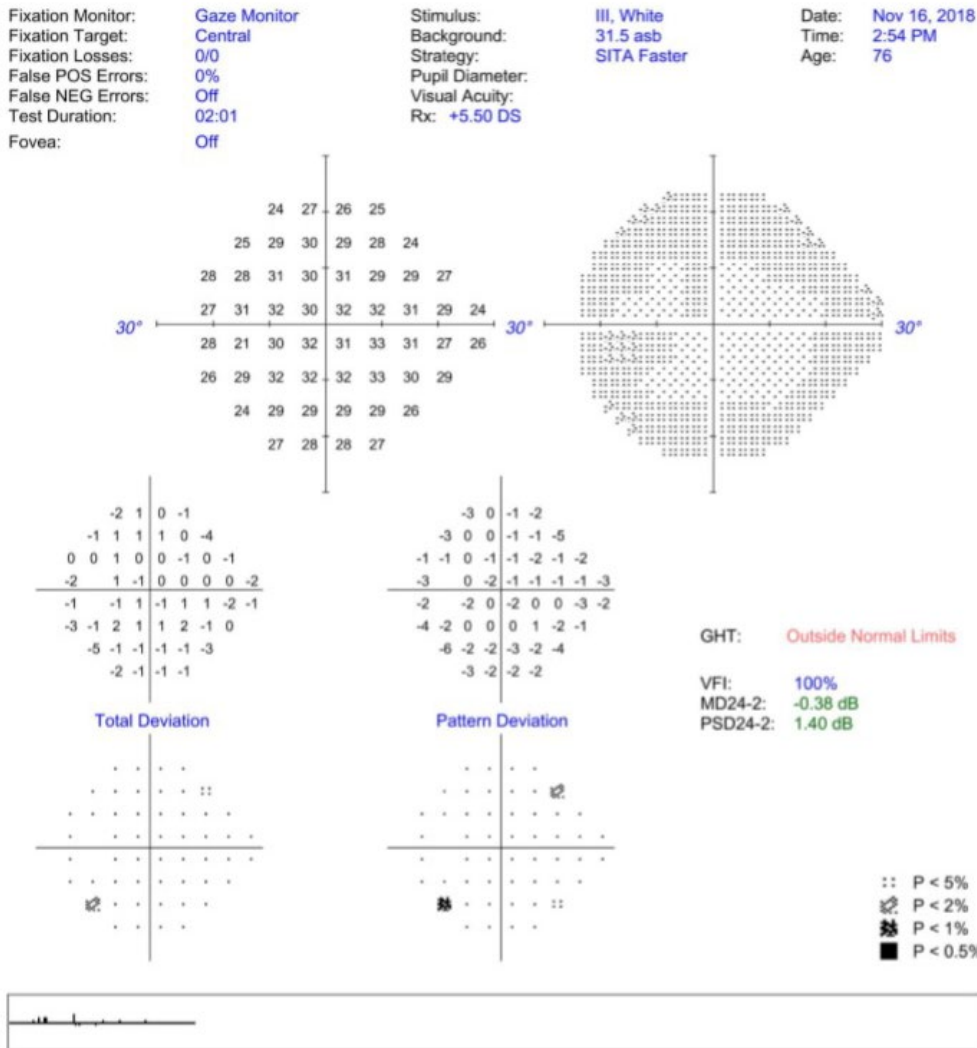 Fixation Monitor: Gaze Monitor Stimulus: III, White Date: Nov 16, 2018
Fixation Target: Central Background: 31.5 asb Time: 2:54 PM
Fixation Losses: 0/0 Strategy: SITA Faster Age: 76
False POS Errors: 0% Pupil Diameter:
False NEG Errors: Off Visual Acuity:
Test Duration: 02:01 Rx: +5.50 DS
Fovea: Off
24 27 26 25
25 29 30 29 28 24
28 28 31 30 31 29 29 27
27 31 32 30 32 32 31 29 24
30° 30° 30°
28 21 30 32 31 33 31 27 26
26 29 32 32 32 33 30 29
24 29 29 29 29 26
27 28 28 27
-2 1 0 -1 -3 0 -1 -2
-1 1 1 1 0 -4 -3 0 0 -1 -1 -5
0 0 1 0 0 -1 0 -1 -1 -1 0 -1 -1 -2 -1 -2
-2 1 -1 0 0 0 0 -2 -3 0 -2 -1 -1 -1 -1 -3
-1 -1 1 -1 1 1 -2 -1 -2 -2 0 -2 0 0 -3 -2
-3 -1 2 1 1 2 -1 0 -4 -2 0 0 0 1 -2 -1
-5 -1 -1 -1 -1 -3 -6 -2 -2 -3 -2 -4
-2 -1 -1 -1 -3 -2 -2 -2
GHT: Outside Normal Limits
VFI: 100%
MD24-2: -0.38 dB
PSD24-2: 1.40 dB
Total Deviation Pattern Deviation
P < 5%
P < 2%
P < 1%
P < 0.5%